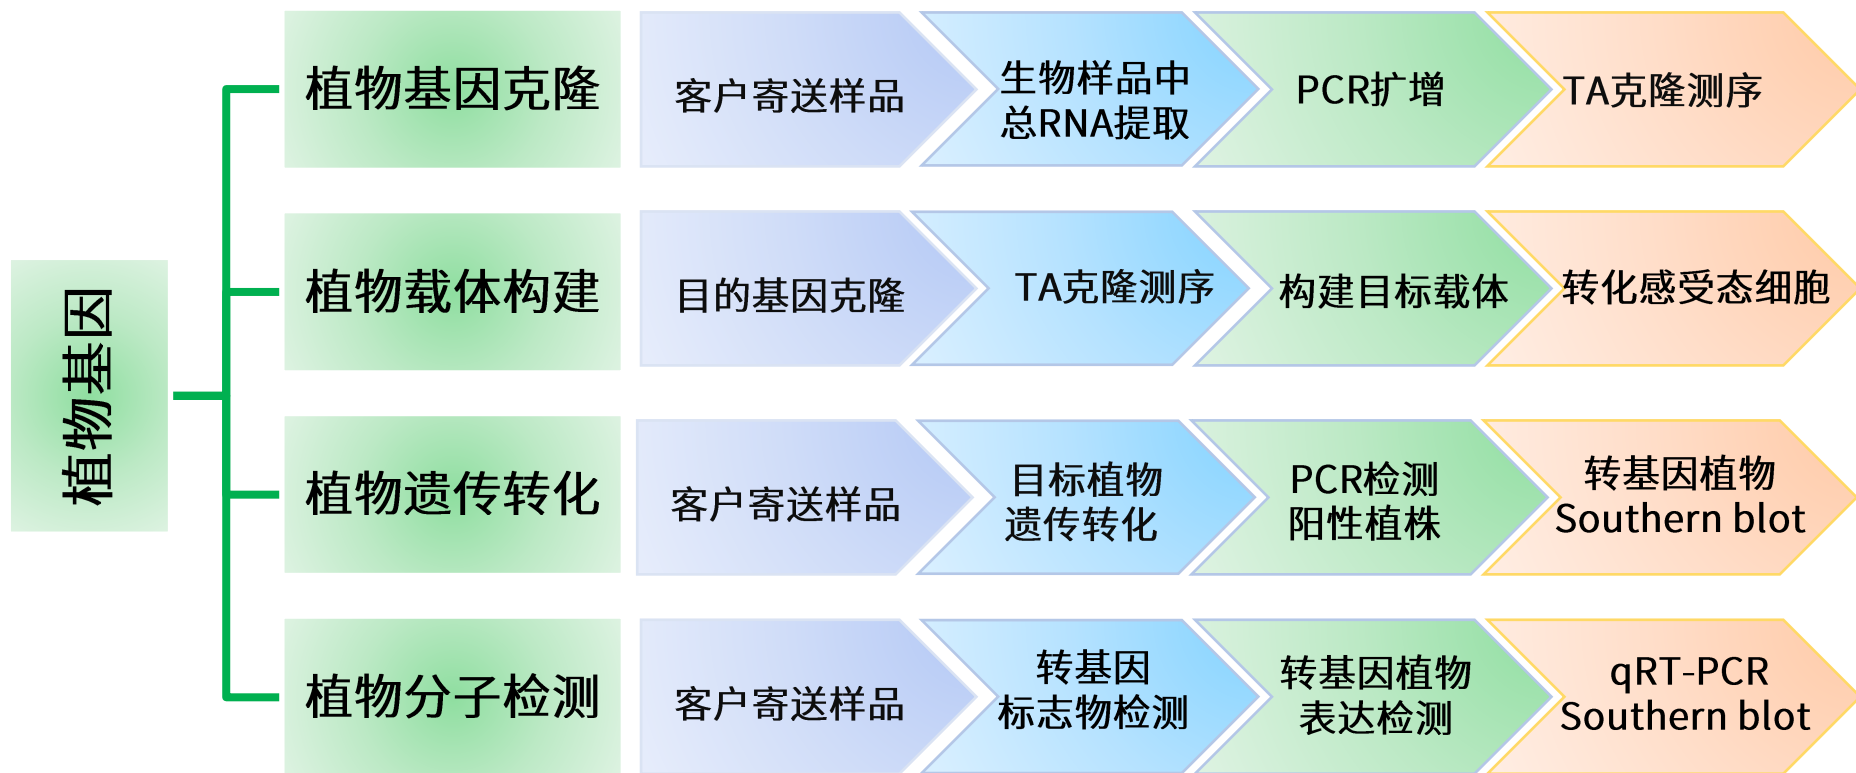 植物基因
植物基因克隆
客户寄送样品
生物样品中
总RNA提取
PCR扩增
TA克隆测序
植物载体构建
目的基因克隆
TA克隆测序
构建目标载体
转化感受态细胞
植物遗传转化
客户寄送样品
目标植物
遗传转化
PCR检测
阳性植株
转基因植物
Southern blot
植物分子检测
客户寄送样品
转基因
标志物检测
转基因植物
表达检测
qRT-PCR
Southern blot